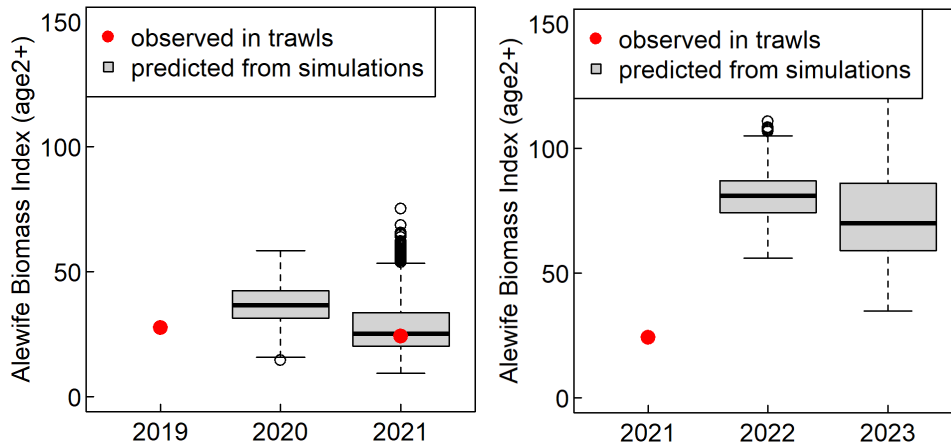 Alewife Biomass Index (age2+)
150
100
50
0
observed in trawls
predicted from simulations
2019 2020 2021
Alewife Biomass Index (age2+)
150
100
50
0
observed in trawls
predicted from simulations
2021 2022 2023